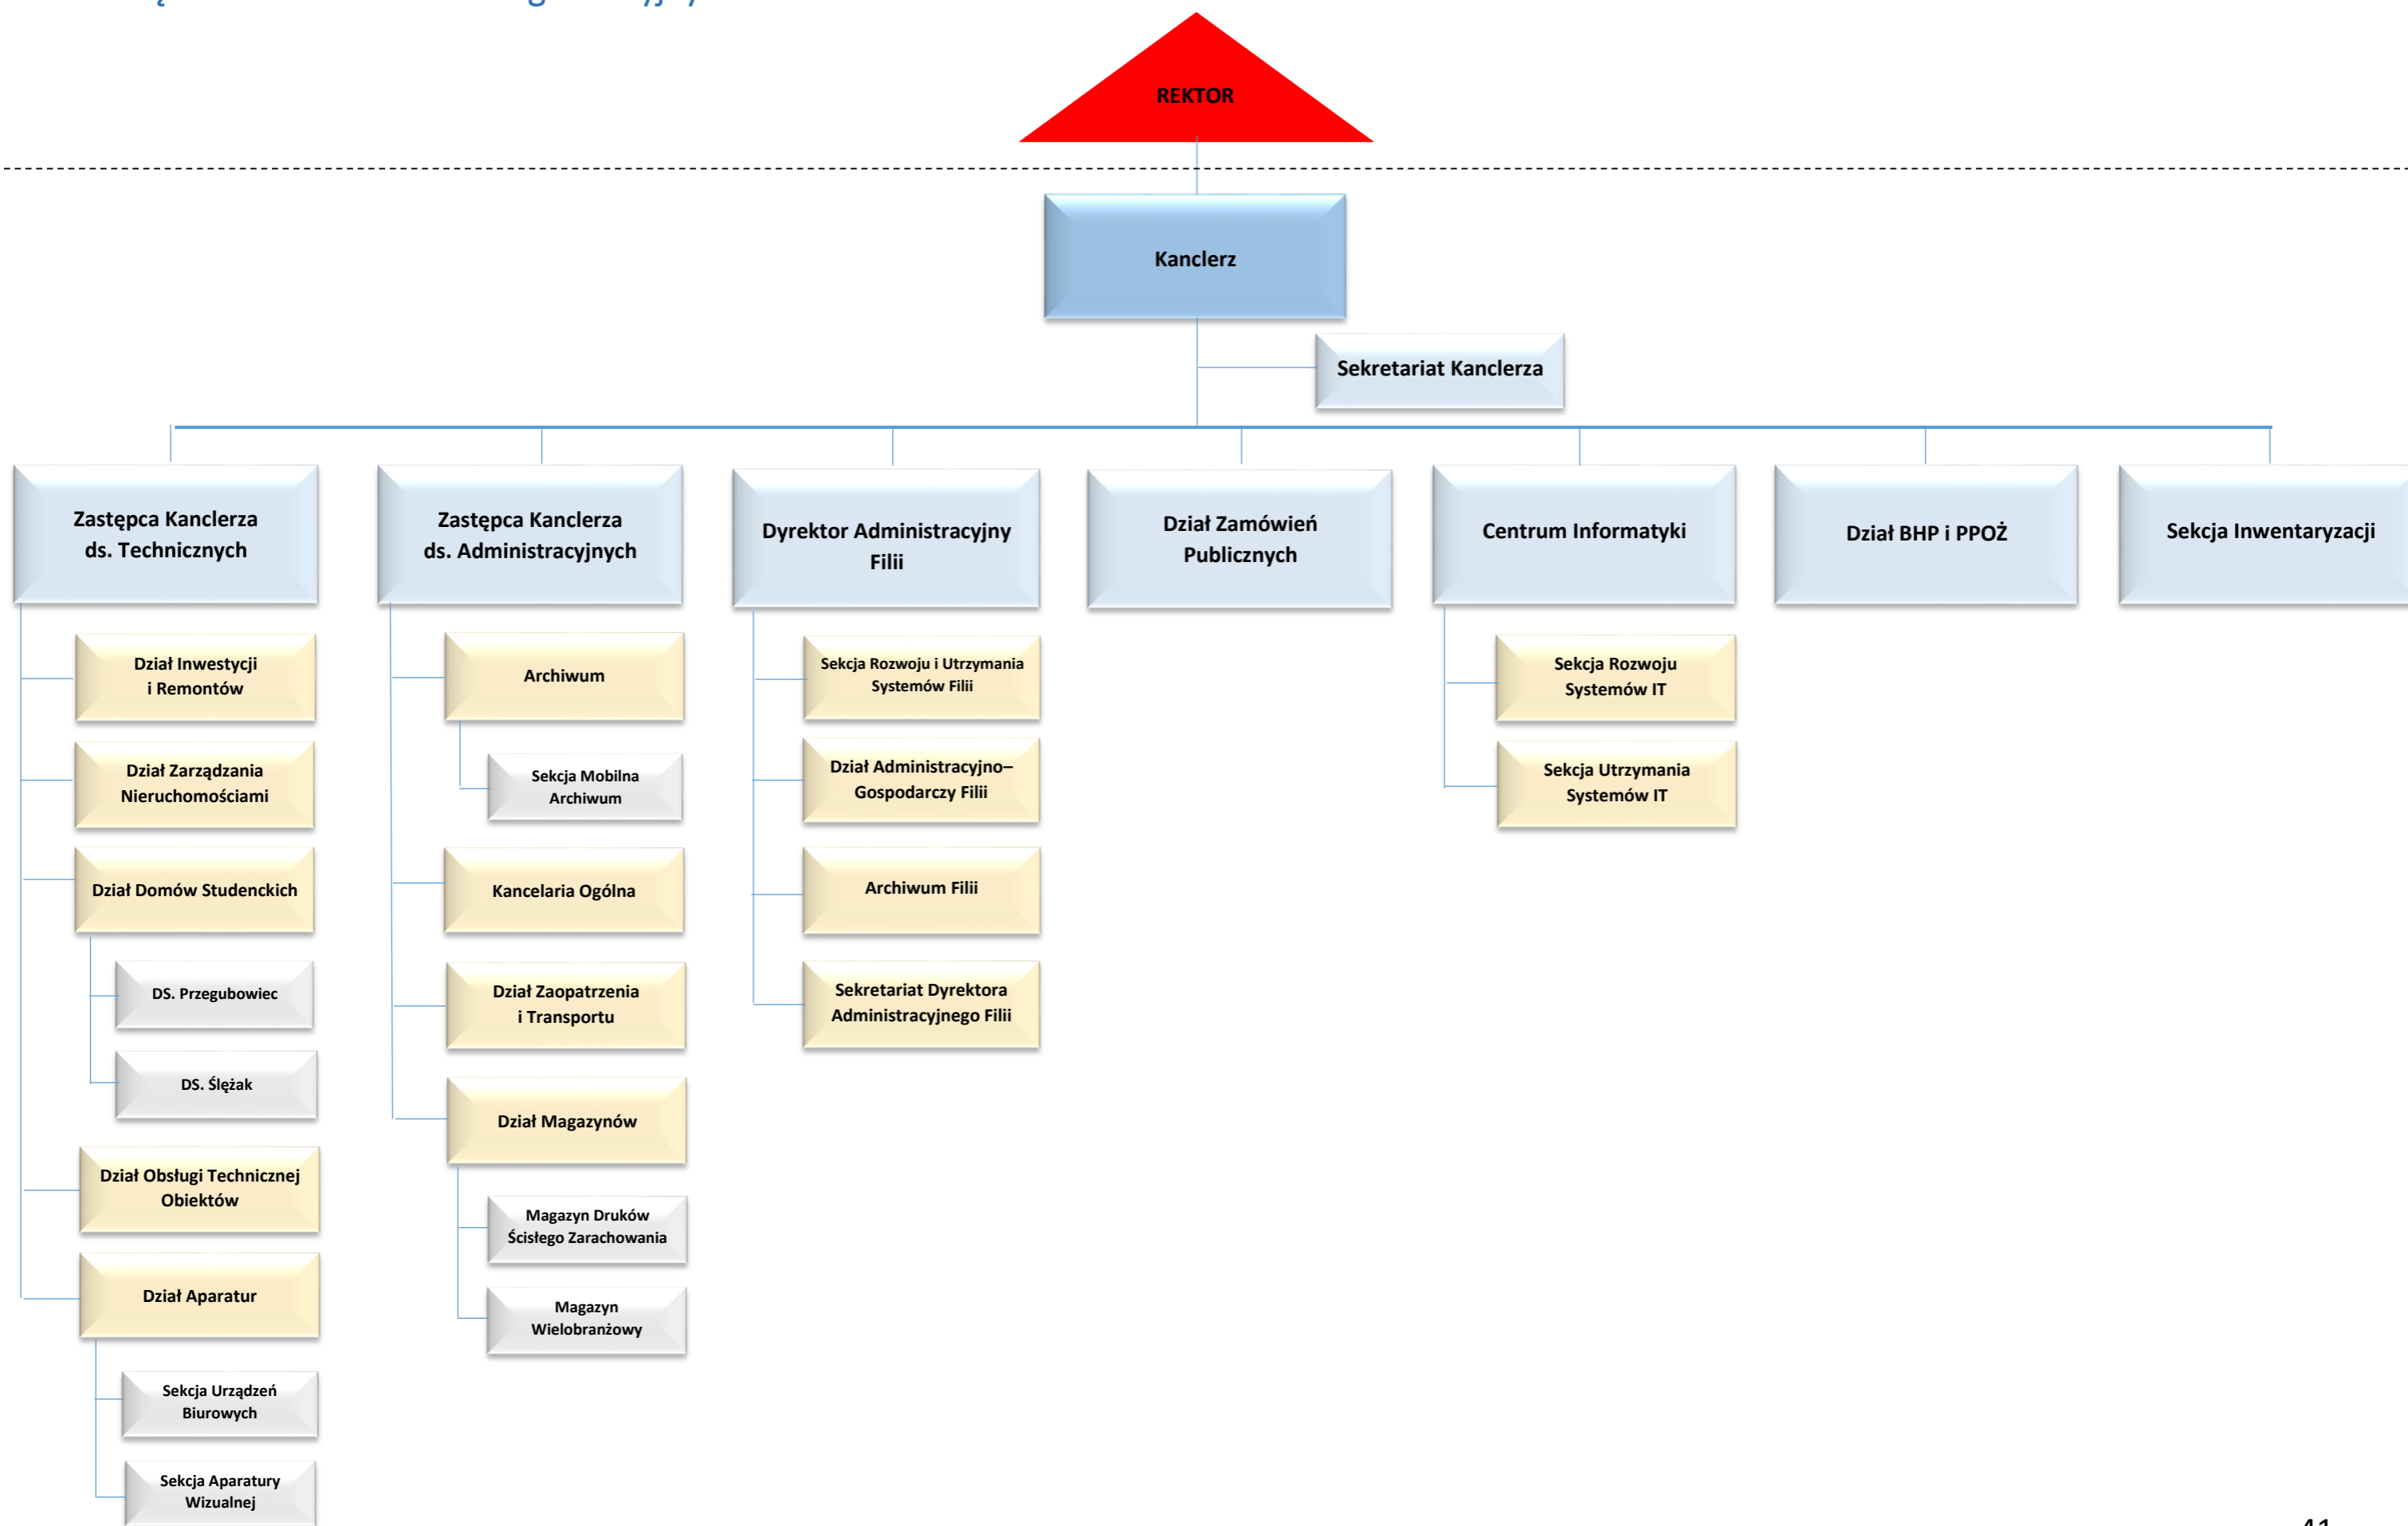 REKTOR
Kanclerz
Sekretariat Kanclerza
Zastępca Kanclerza
ds. Technicznych
Zastępca Kanclerza
ds. Administracyjnych
Dyrektor Administracyjny
Filii
Dział Zamówień
Publicznych
Centrum Informatyki
Dział BHP i PPOŻ
Sekcja Inwentaryzacji
Dział Inwestycji
i Remontów
Dział Zarządzania
Nieruchomościami
Dział Domów Studenckich
DS. Przegubowiec
DS. Ślężak
Dział Obsługi Technicznej
Obiektów
Dział Aparatur
Sekcja Urządzeń
Biurowych
Sekcja Aparatury
Wizualnej
Archiwum
Sekcja Mobilna
Archiwum
Kancelaria Ogólna
Dział Zaopatrzenia
i Transportu
Dział Magazynów
Magazyn Druków
Ścisłego Zarachowania
Magazyn
Wielobranżowy
Sekcja Rozwoju i Utrzymania
Systemów Filii
Dział Administracyjno–
Gospodarczy Filii
Archiwum Filii
Sekretariat Dyrektora
Administracyjnego Filii
Sekcja Rozwoju
Systemów IT
Sekcja Utrzymania
Systemów IT
41